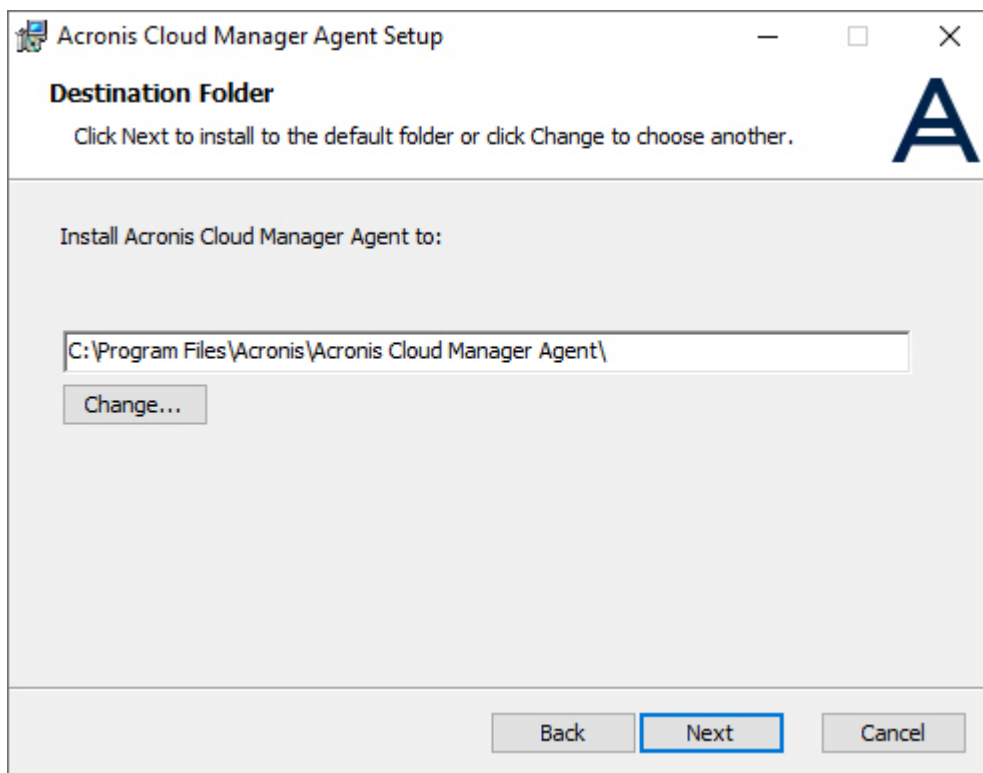 Acronis Cloud Manager Agent Setup
Destination Folder
Click Next to install to the default folder or click Change to choose another.
Install Acronis Cloud Manager Agent to:
C:\Program Files\Acronis\Acronis Cloud Manager Agent\
Change...
Back Next Cancel